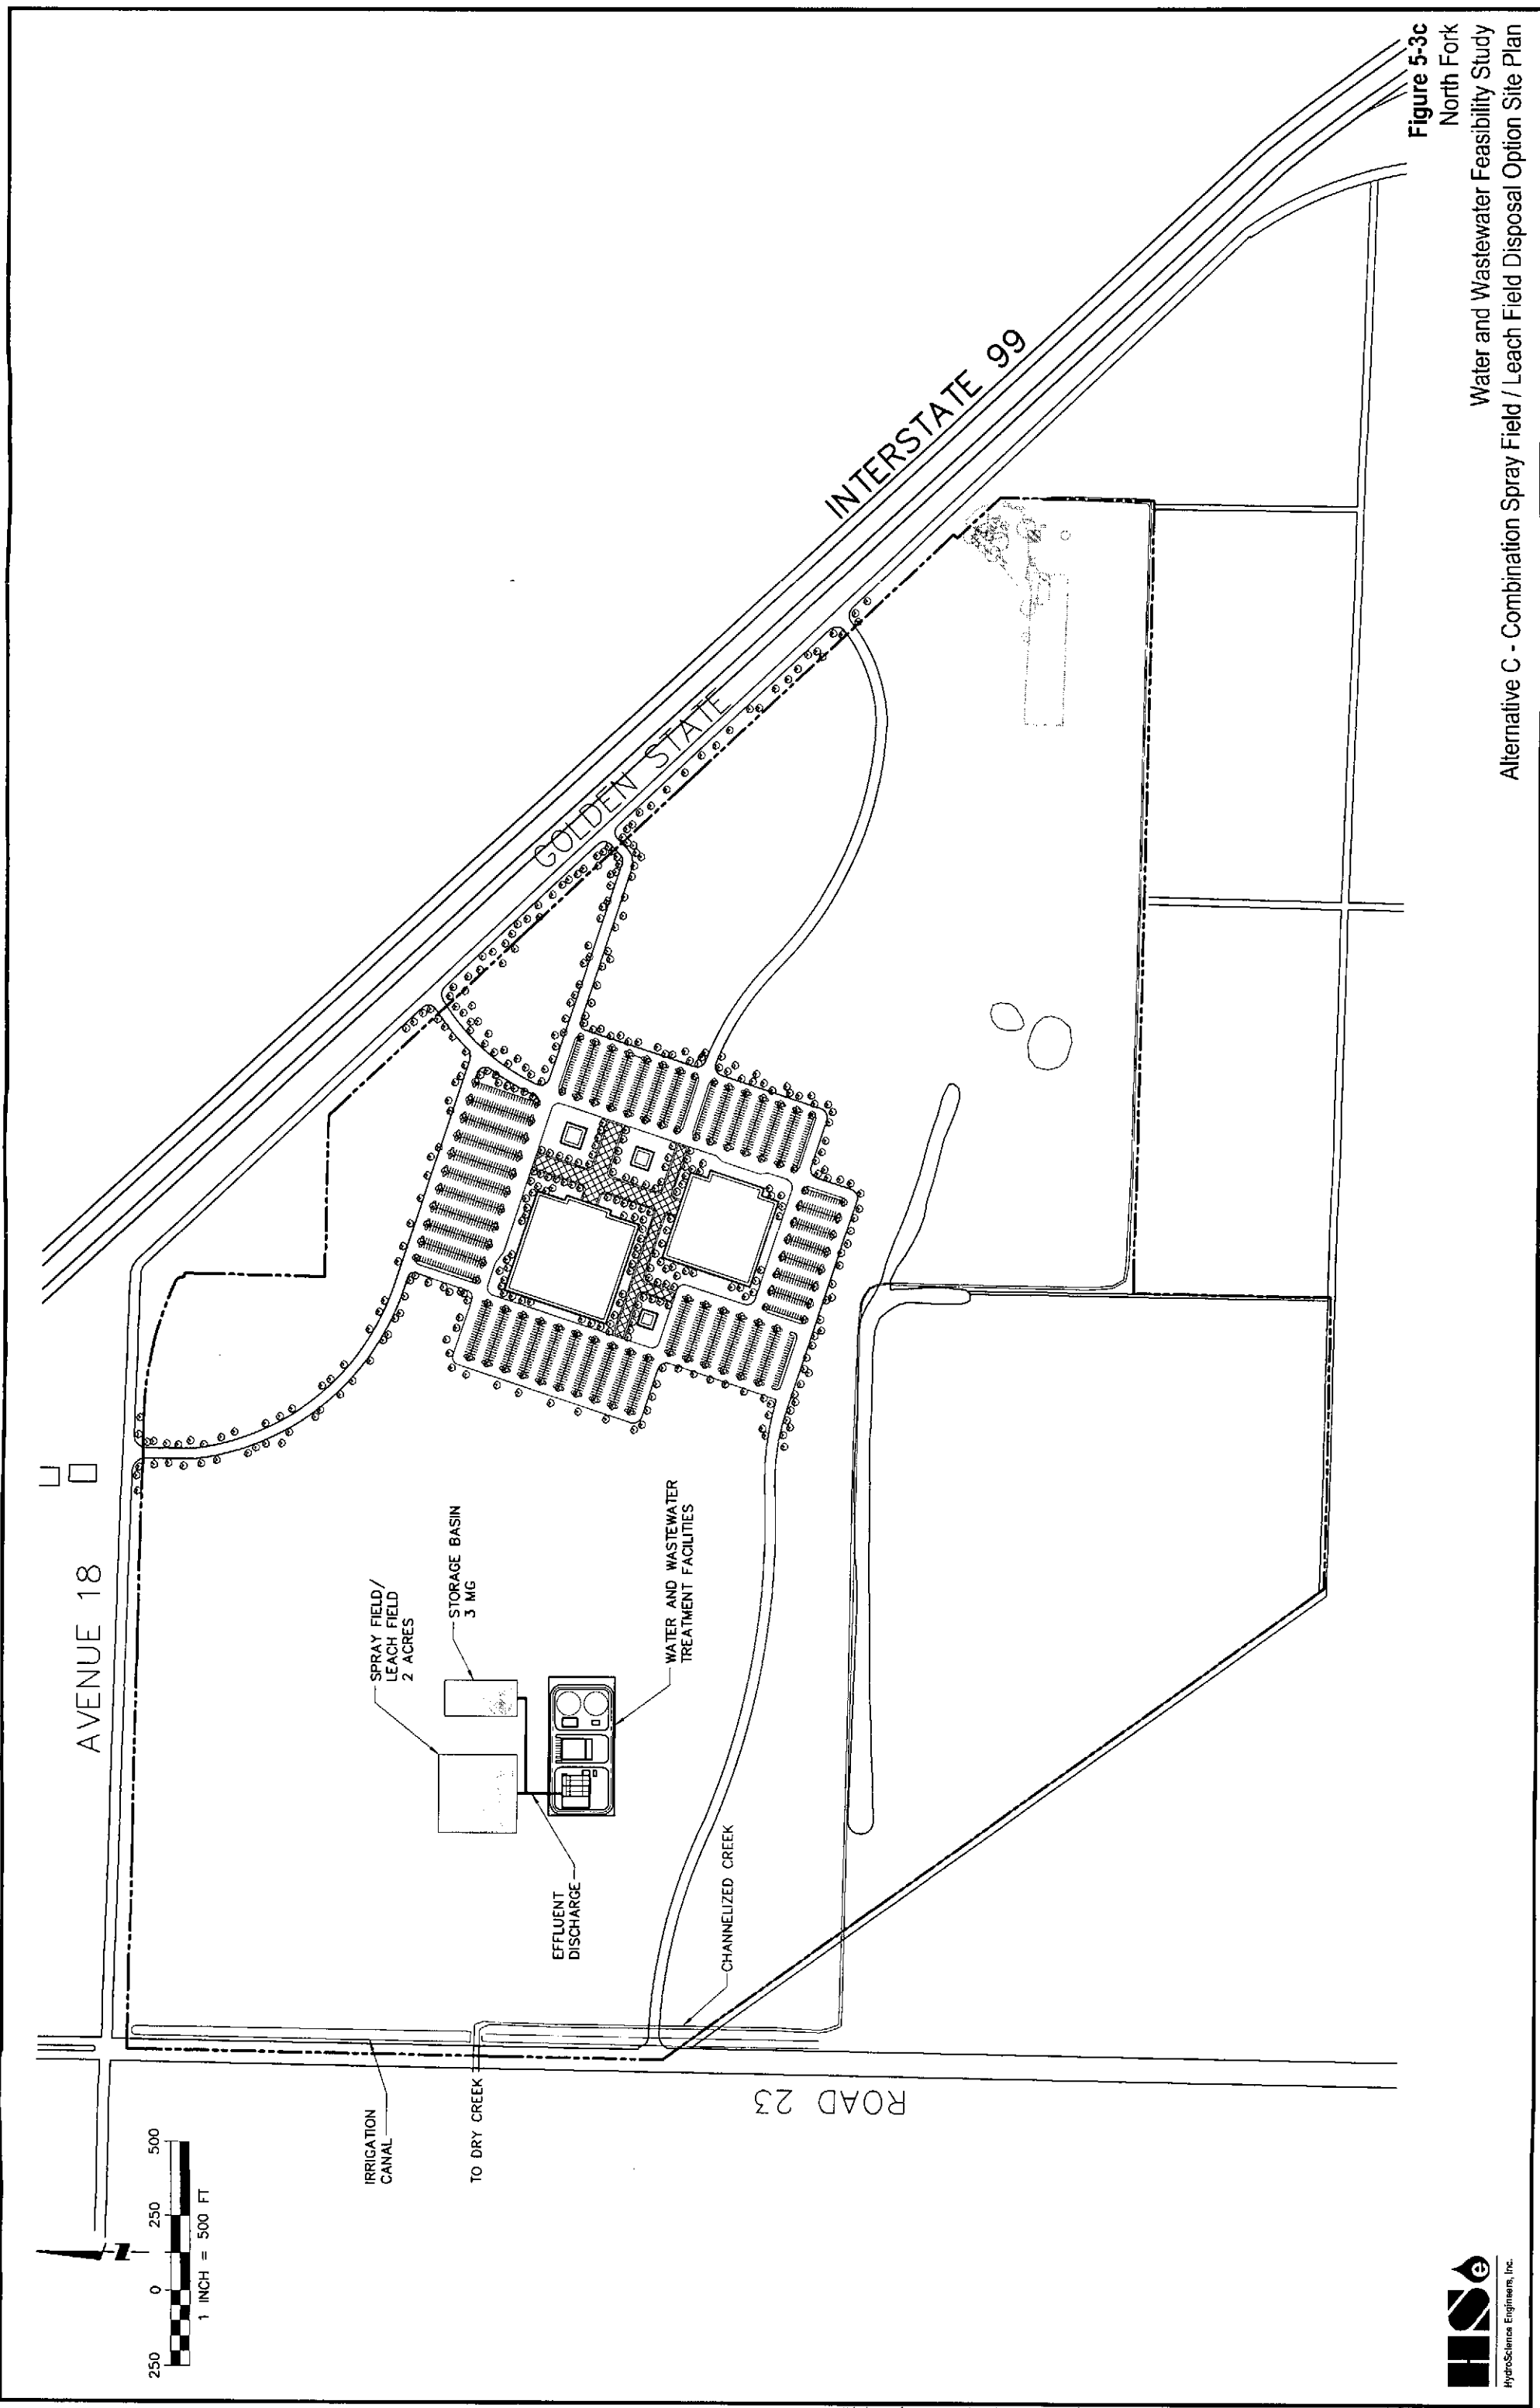 AVENUE 18
SPRAY FIELD/
LEACH FIELD
2 ACRES
STORAGE BASIN
3 MG
WATER AND WASTEWATER
TREATMENT FACILITIES
EFFLUENT
DISCHARGE
CHANNELIZED CREEK
IRRIGATION
CANAL
TO DRY CREEK
ROAD 23
GOLDEN STATE
INTERSTATE 99
N
250 0 250 500
1 INCH = 500 FT
HSe
HydroScience Engineers, Inc.
Figure 5-3c
North Fork
Water and Wastewater Feasibility Study
Alternative C - Combination Spray Field / Leach Field Disposal Option Site Plan